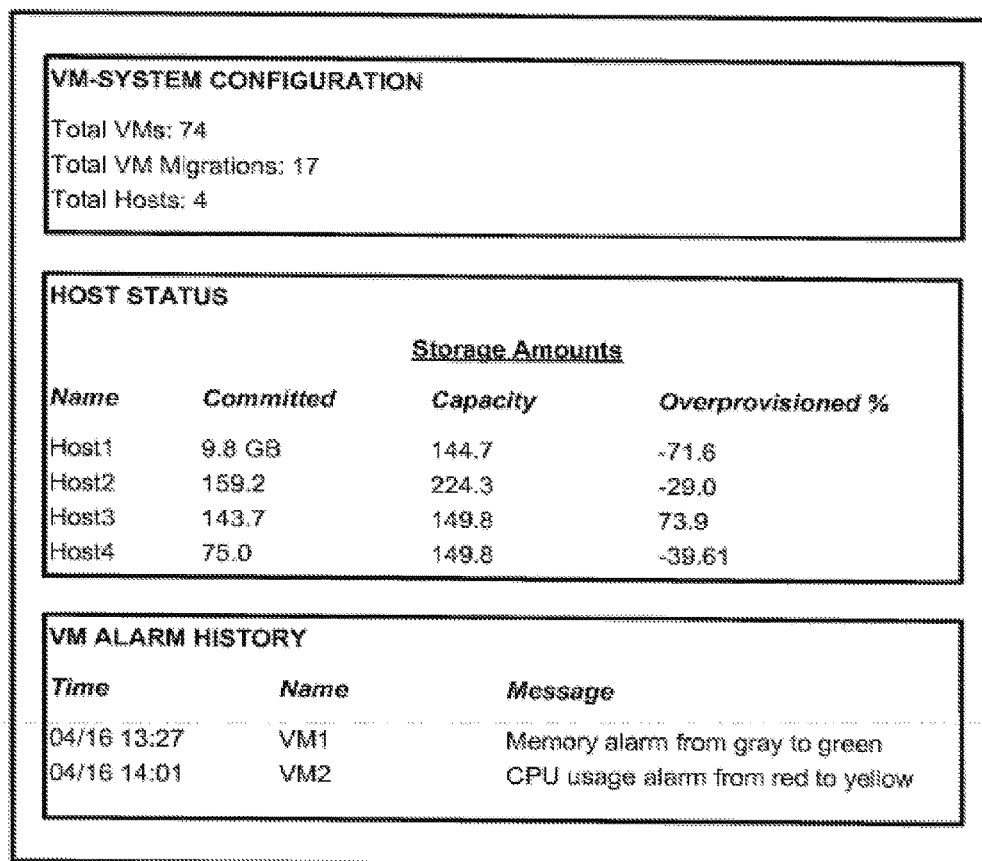 VM-SYSTEM CONFIGURATION
Total VMs: 74
Total VM Migrations: 17
Total Hosts: 4
HOST STATUS
Storage Amounts
Name Committed Capacity Overprovisioned %
Host1 9.8 GB 144.7 -71.6
Host2 159.2 224.3 -29.0
Host3 143.7 149.8 73.9
Host4 75.0 149.8 -39.61
VM ALARM HISTORY
Time Name Message
04/16 13:27 VM1 Memory alarm from gray to green
04/16 14:01 VM2 CPU usage alarm from red to yellow